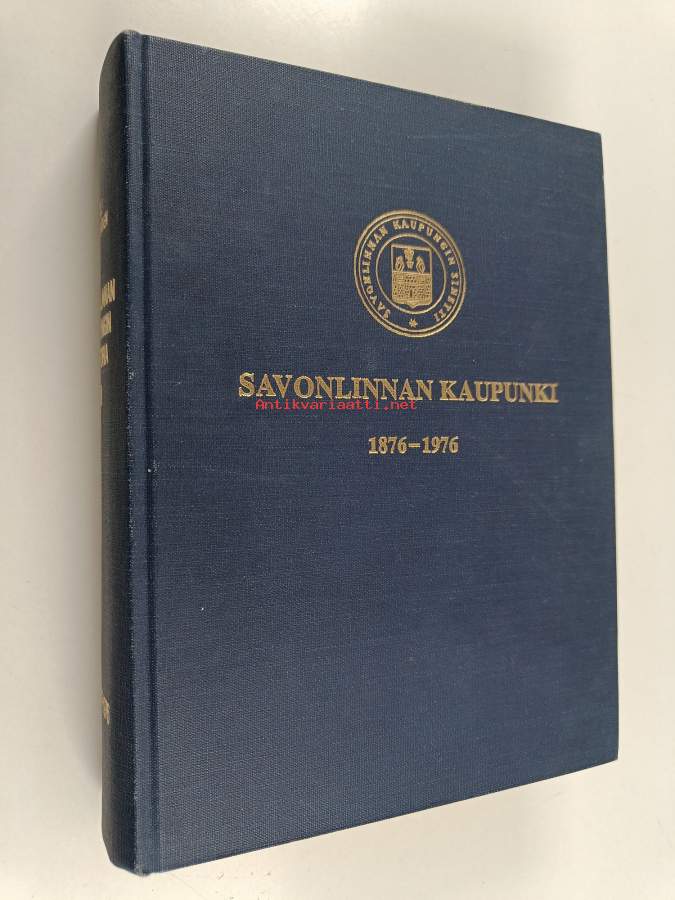 SAVONLINNAN KAUPUNGIN SINETTI
SAVONLINNAN KAUPUNKI
Antikvariaatti.net
1876–1976